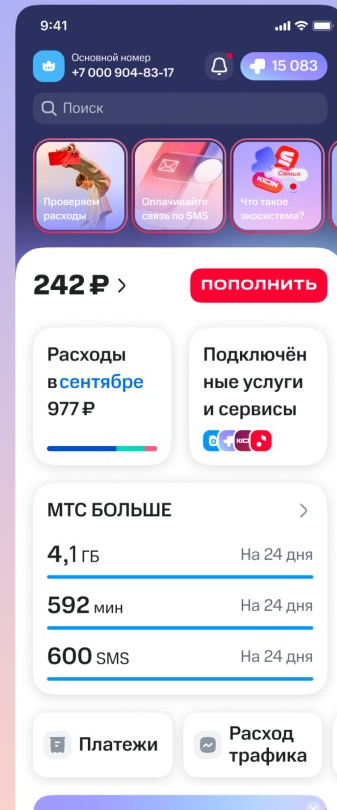 9:41
Основной номер
+7 000 904-83-17
15 083
Поиск
Проверяем
расходы
Оплачивайте
связь по SMS
Семья
KION
Что такое
экосистема?
242 ₽
ПОПОЛНИТЬ
Расходы
в сентябре
977 ₽
Подключён
ные услуги
и сервисы
KION
МТС БОЛЬШЕ
4,1 ГБ
На 24 дня
592 мин
На 24 дня
600 SMS
На 24 дня
Платежи
Расход
трафика